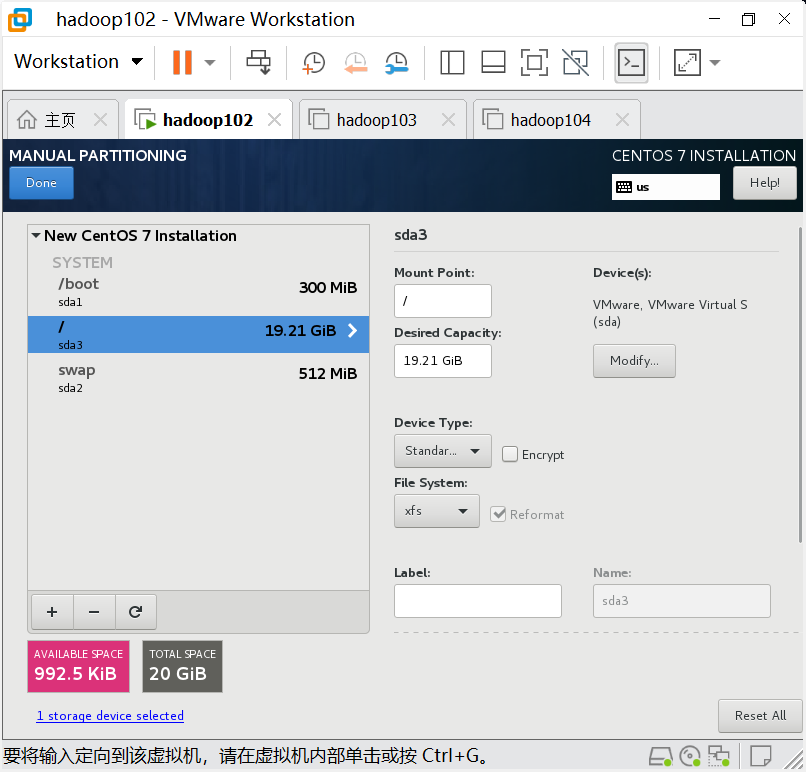 hadoop102 - VMware Workstation
Workstation
主页
hadoop102
hadoop103
hadoop104
MANUAL PARTITIONING
CENTOS 7 INSTALLATION
Done
us
Help!
New CentOS 7 Installation
SYSTEM
/boot
300 MiB
sda1
/
19.21 GiB
sda3
swap
512 MiB
sda2
+
-
AVAILABLE SPACE
992.5 KiB
TOTAL SPACE
20 GiB
1 storage device selected
sda3
Mount Point:
/
Desired Capacity:
19.21 GiB
Device(s):
VMware, VMware Virtual S
(sda)
Modify...
Device Type:
Standar...
Encrypt
File System:
xfs
Reformat
Label:
Name:
sda3
Reset All
要将输入定向到该虚拟机，请在虚拟机内部单击或按 Ctrl+G。